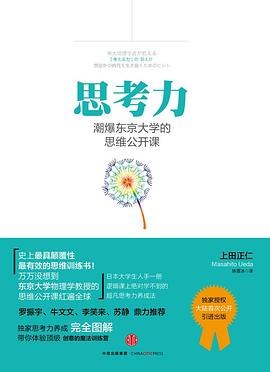 东大物理学者が教える
「考える力」の鍛え方
思考力
潮爆东京大学的
思维公开课
史上最具颠覆性
最有效的思维训练书！
万万没想到
东京大学物理学教授的
思维公开课红遍全球
日本大学生人手一册
逻辑课上绝对学不到的
超凡思考力养成法
罗振宇、牛文文、李笑来、苏静 鼎力推荐
独家思考力养成 完全图解
带你体验顶级 创意的魔法训练营
上田正仁
Masahito Ueda
独家授权
大陆首次公开
引进出版
中信出版集团
CHINACITICPRESS